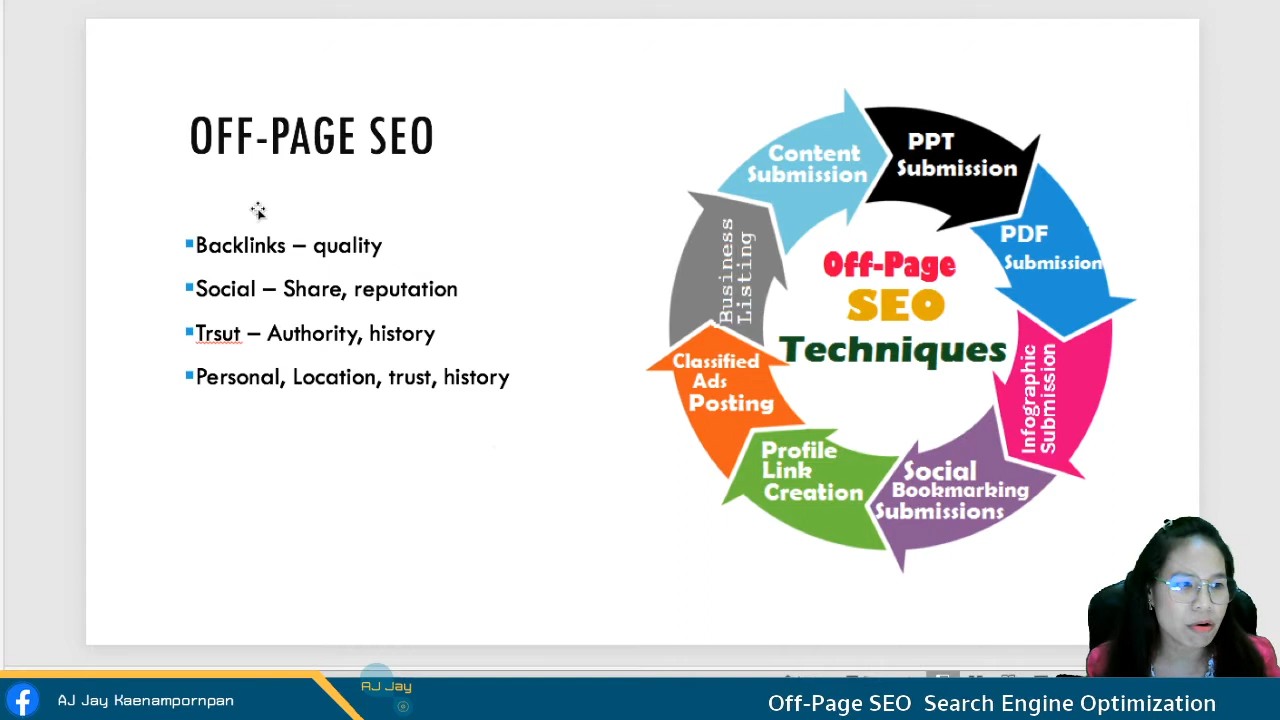 OFF-PAGE SEO
Backlinks – quality
Social – Share, reputation
Trsut – Authority, history
Personal, Location, trust, history
Content
Submission
PPT
Submission
PDF
Submission
Infographic
Submission
Social
Bookmarking
Submissions
Profile
Link
Creation
Classified
Ads
Posting
Business
Listing
Off-Page
SEO
Techniques
AJ Jay Kaenampornpan
AJ Jay
Off-Page SEO Search Engine Optimization